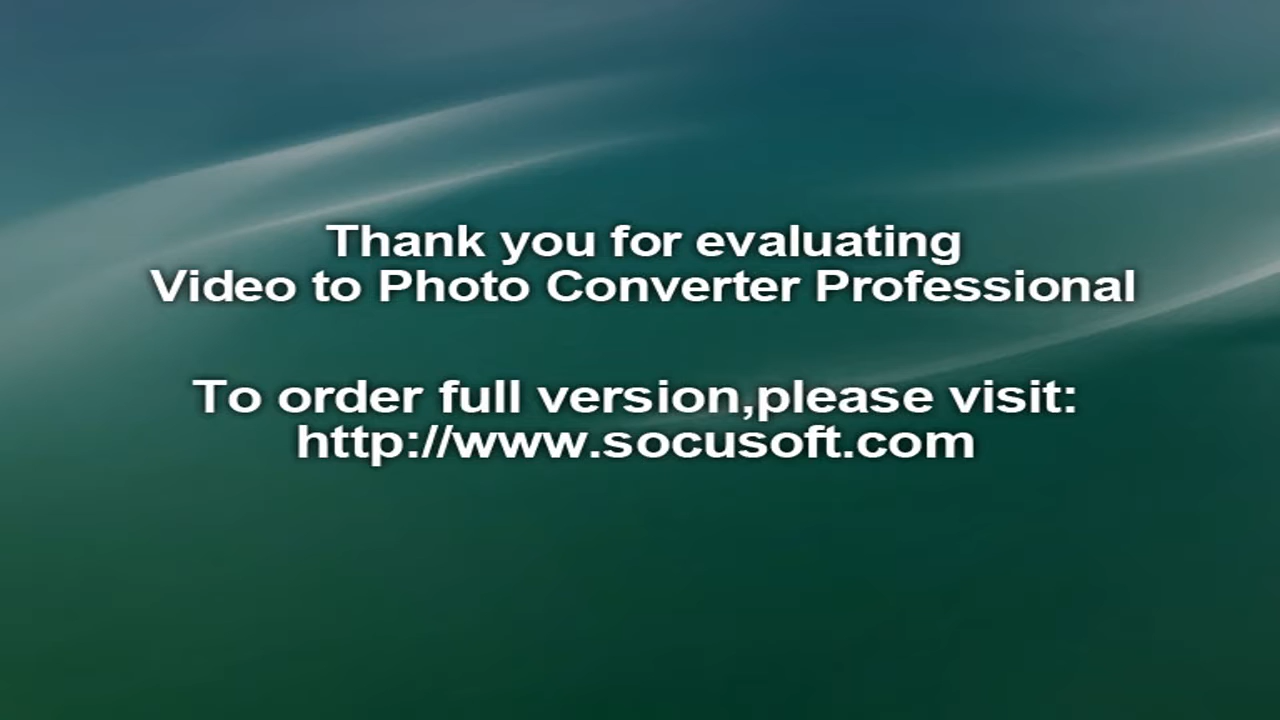 Thank you for evaluating
Video to Photo Converter Professional
To order full version,please visit:
http://www.socusoft.com